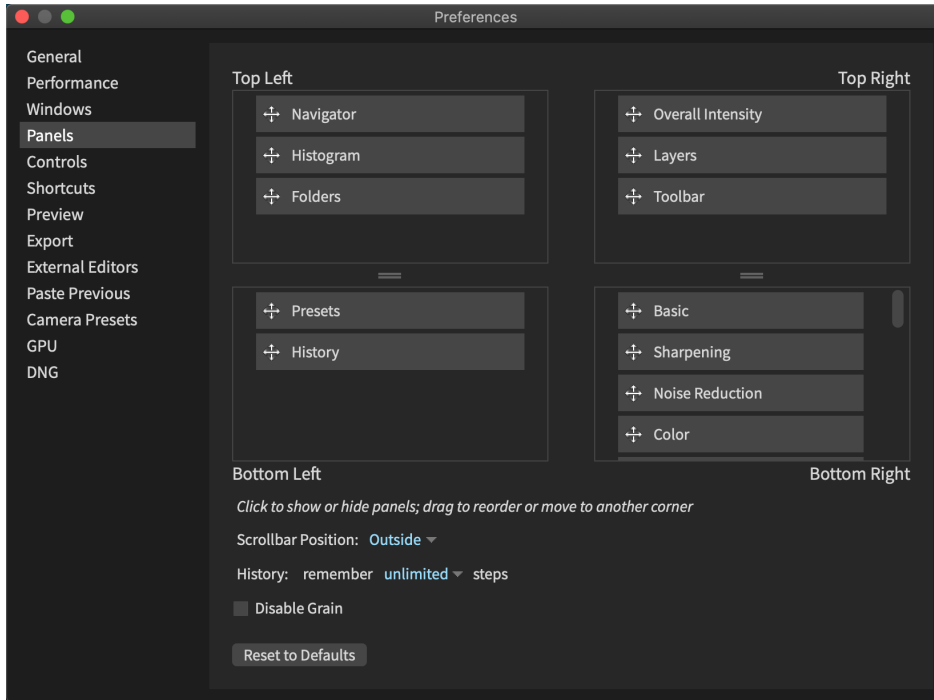 Preferences
General
Performance
Windows
Panels
Controls
Shortcuts
Preview
Export
External Editors
Paste Previous
Camera Presets
GPU
DNG
Top Left
Top Right
Navigator
Histogram
Folders
Overall Intensity
Layers
Toolbar
Presets
History
Basic
Sharpening
Noise Reduction
Color
Bottom Left
Bottom Right
Click to show or hide panels; drag to reorder or move to another corner
Scrollbar Position: Outside
History: remember unlimited steps
Disable Grain
Reset to Defaults